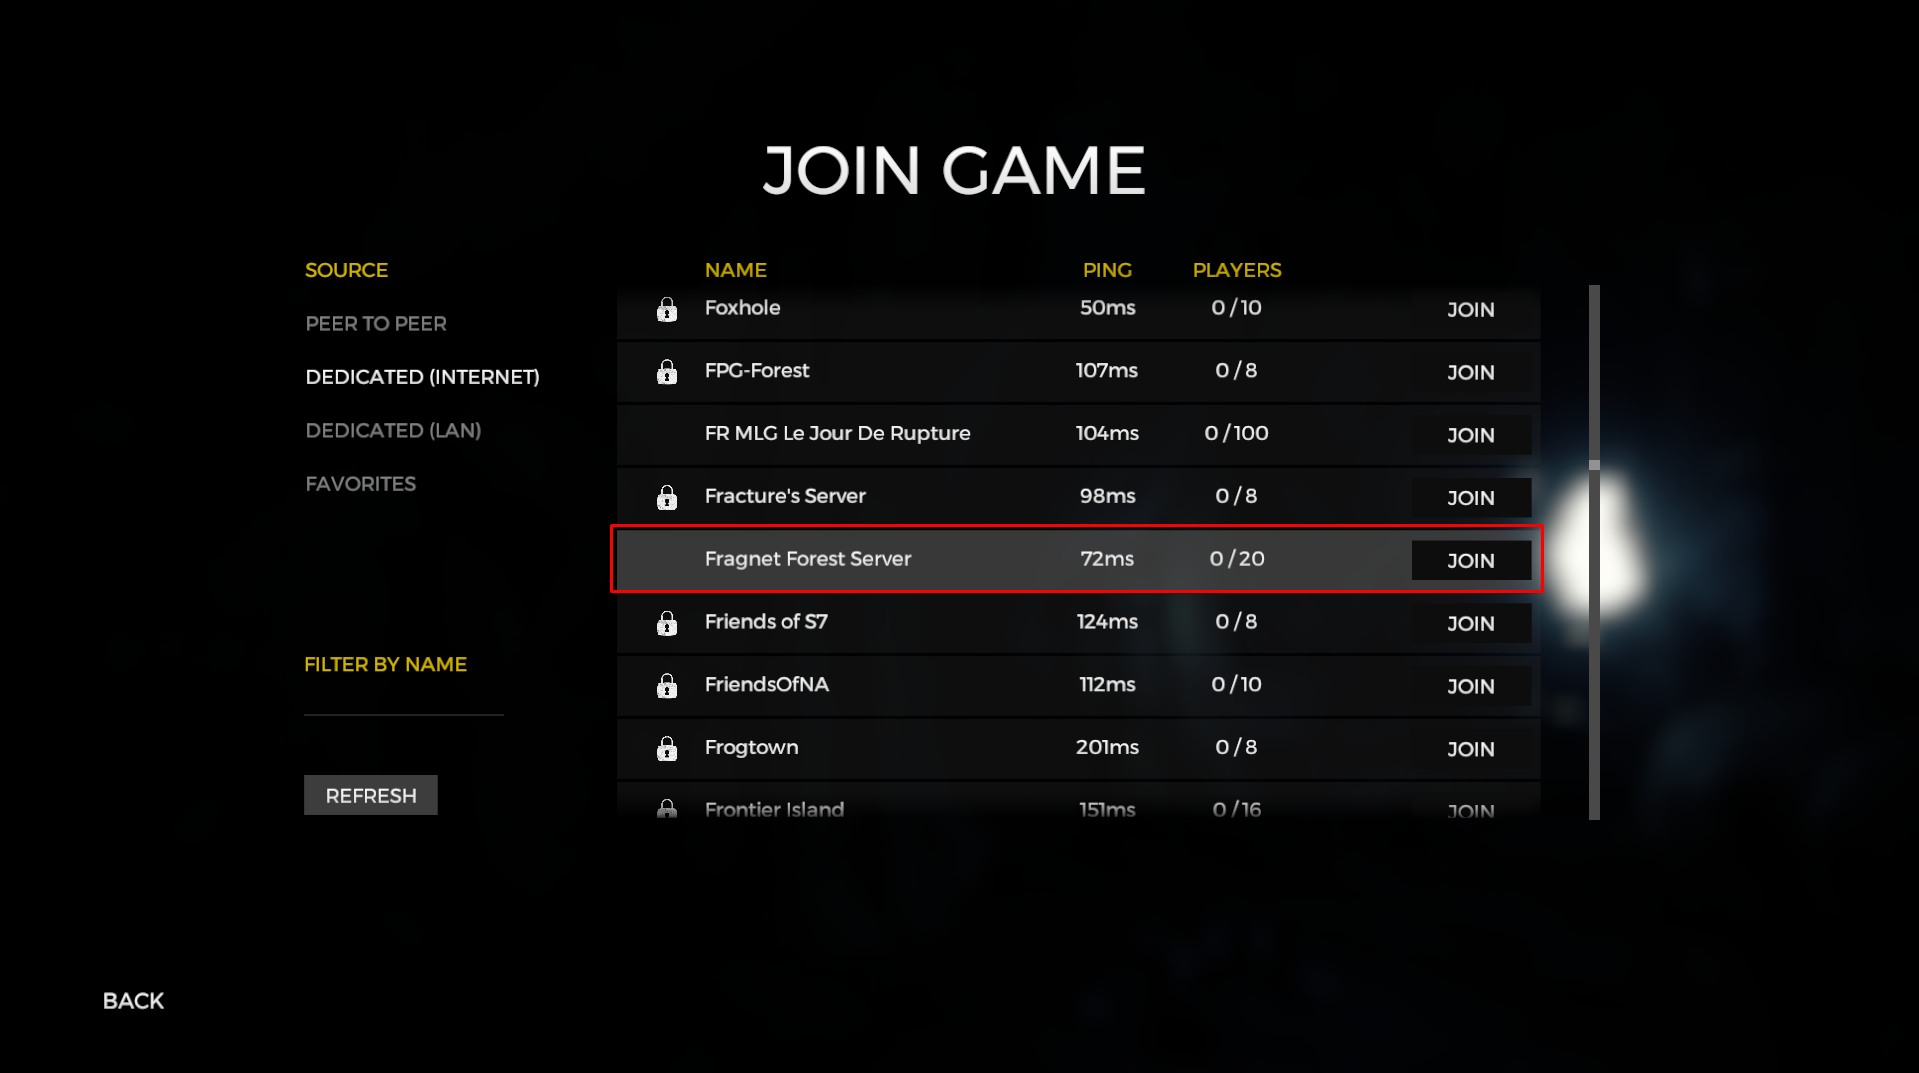 JOIN GAME
SOURCE
PEER TO PEER
DEDICATED (INTERNET)
DEDICATED (LAN)
FAVORITES
FILTER BY NAME
REFRESH
NAME PING PLAYERS
Foxhole 50ms 0 / 10 JOIN
FPG-Forest 107ms 0 / 8 JOIN
FR MLG Le Jour De Rupture 104ms 0 / 100 JOIN
Fracture's Server 98ms 0 / 8 JOIN
Fragnet Forest Server 72ms 0 / 20 JOIN
Friends of S7 124ms 0 / 8 JOIN
FriendsOfNA 112ms 0 / 10 JOIN
Frogtown 201ms 0 / 8 JOIN
Frontier Island 151ms 0 / 16 JOIN
BACK